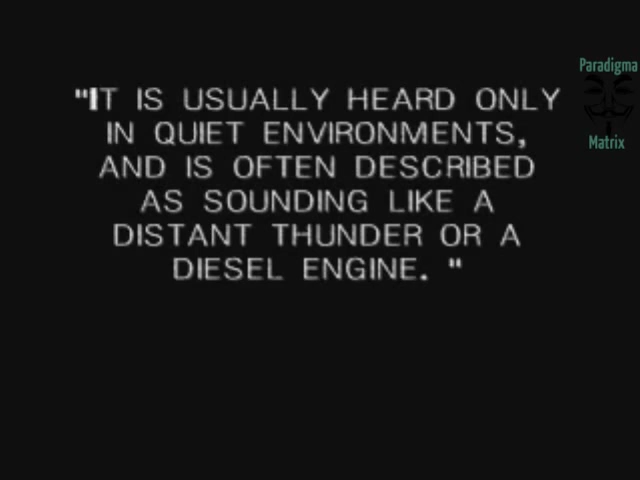 "IT IS USUALLY HEARD ONLY
IN QUIET ENVIRONMENTS,
AND IS OFTEN DESCRIBED
AS SOUNDING LIKE A
DISTANT THUNDER OR A
DIESEL ENGINE. "
Paradigma
Matrix